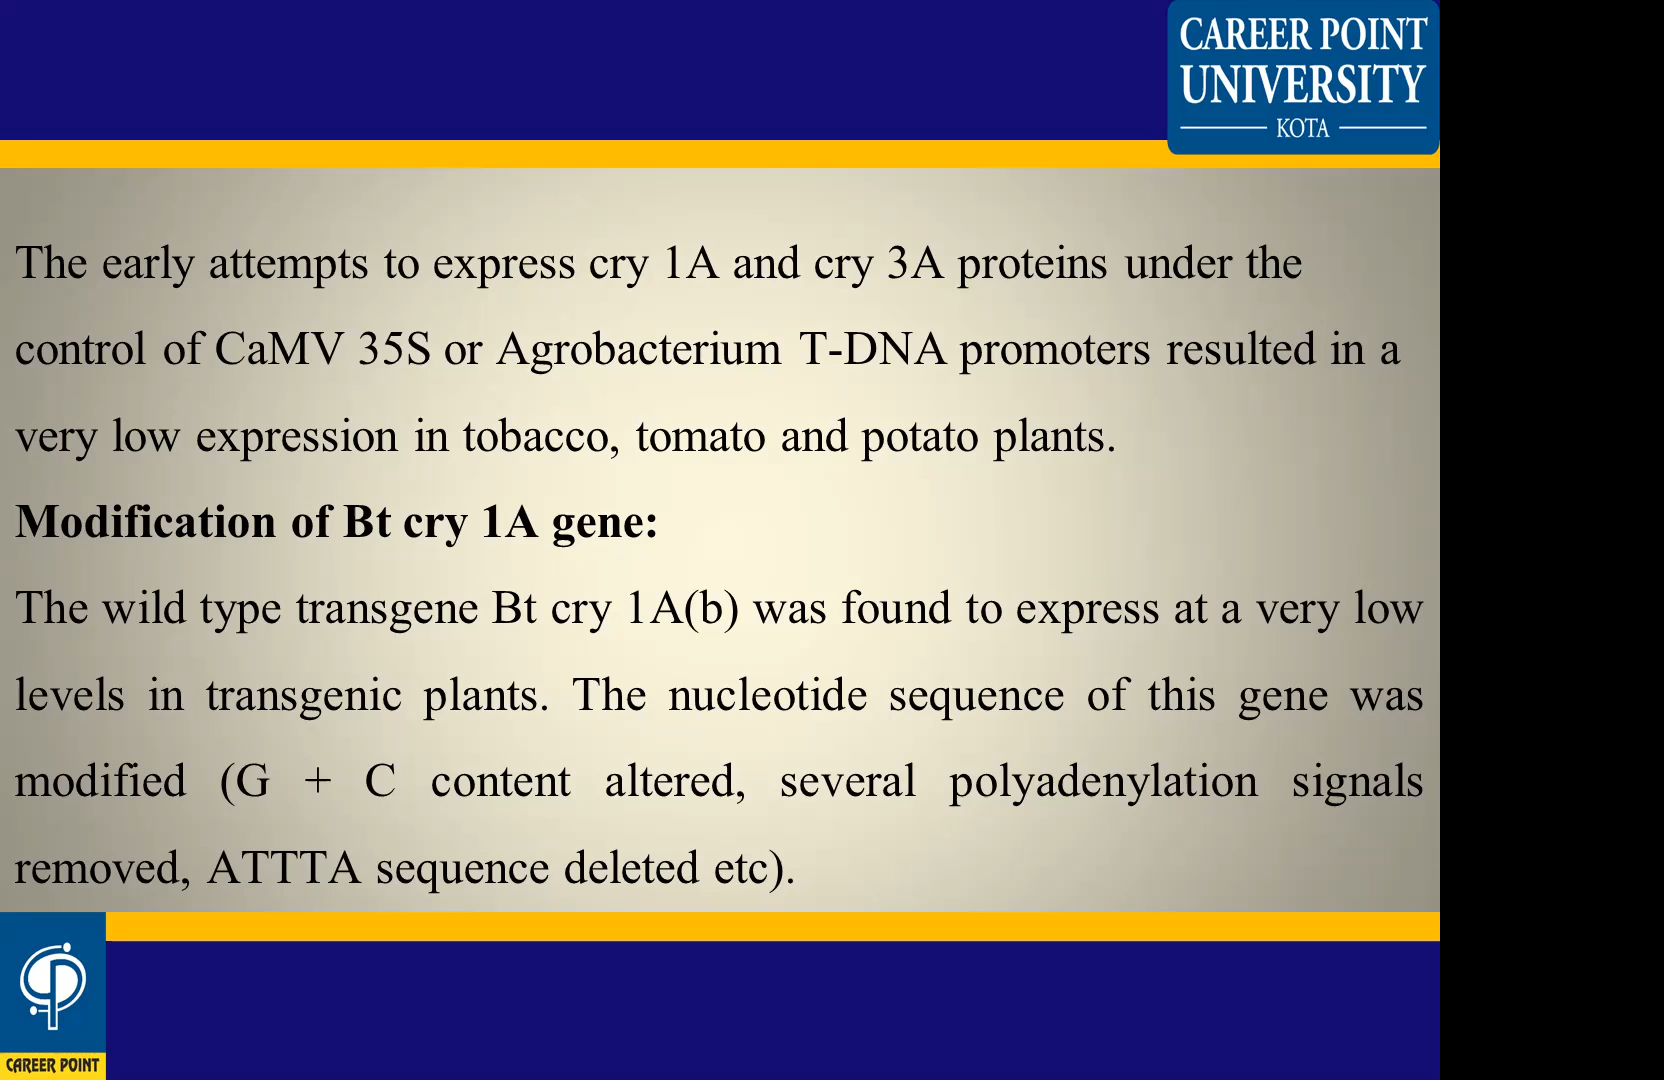 CAREER POINT
UNIVERSITY
KOTA
The early attempts to express cry 1A and cry 3A proteins under the
control of CaMV 35S or Agrobacterium T-DNA promoters resulted in a
very low expression in tobacco, tomato and potato plants.
Modification of Bt cry 1A gene:
The wild type transgene Bt cry 1A(b) was found to express at a very low
levels in transgenic plants. The nucleotide sequence of this gene was
modified (G + C content altered, several polyadenylation signals
removed, ATTTA sequence deleted etc).
CAREER POINT